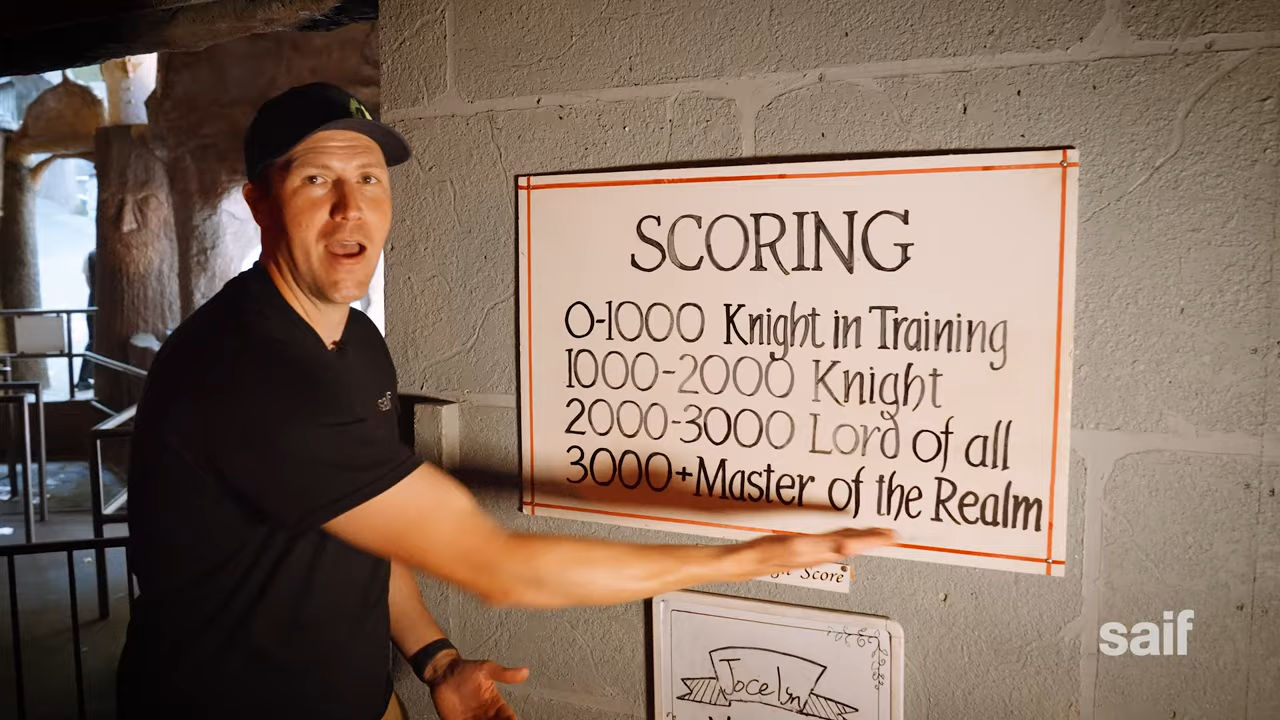 SCORING
0-1000 Knight in Training
1000-2000 Knight
2000-3000 Lord of all
3000+ Master of the Realm
Score
Jocelyn
saif
saif